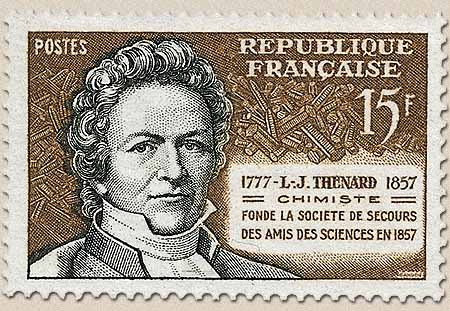 POSTES
REPUBLIQUE
FRANÇAISE
15F
1777-L.-J. THENARD 1857
CHIMISTE
FONDE LA SOCIETE DE SECOURS
DES AMIS DES SCIENCES EN 1857